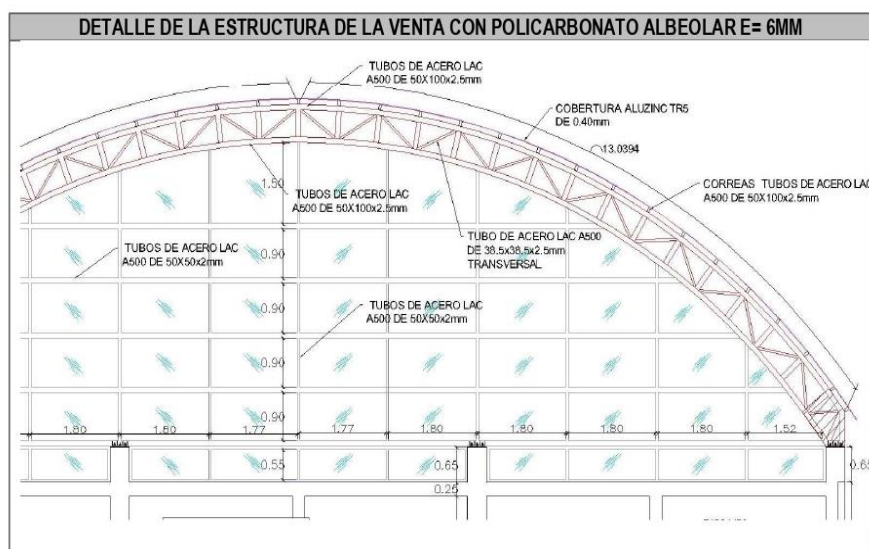 DETALLE DE LA ESTRUCTURA DE LA VENTA CON POLICARBONATO ALBEOLAR E= 6MM
TUBOS DE ACERO LAC
A500 DE 50X100x2.5mm
COBERTURA ALUZINC TR5
DE 0.40mm
13.0394
CORREAS TUBOS DE ACERO LAC
A500 DE 50X100x2.5mm
1.50
TUBOS DE ACERO LAC
A500 DE 50X100x2.5mm
TUBO DE ACERO LAC A500
DE 38.5x38.5x2.5mm
TRANSVERSAL
TUBOS DE ACERO LAC
A500 DE 50X50x2mm
0.90
TUBOS DE ACERO LAC
A500 DE 50X50x2mm
0.90
0.90
0.90
1.80
1.80
1.77
1.77
1.80
1.80
1.80
1.80
1.52
0.55
0.65
0.65
0.25